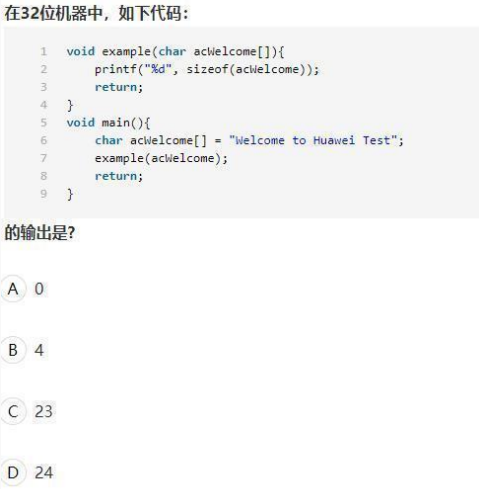 在32位机器中，如下代码：
1 void example(char acWelcome[]){
2     printf("%d", sizeof(acWelcome));
3     return;
4 }
5 void main(){
6     char acWelcome[] = "Welcome to Huawei Test";
7     example(acWelcome);
8     return;
9 }
的输出是?
A 0
B 4
C 23
D 24